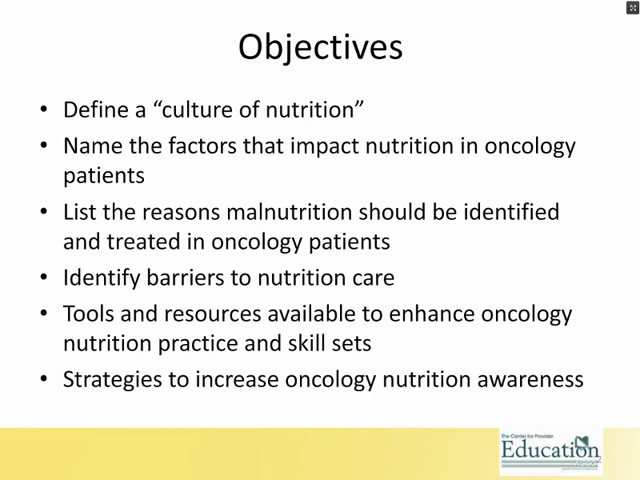 Objectives
• Define a “culture of nutrition”
• Name the factors that impact nutrition in oncology
patients
• List the reasons malnutrition should be identified
and treated in oncology patients
• Identify barriers to nutrition care
• Tools and resources available to enhance oncology
nutrition practice and skill sets
• Strategies to increase oncology nutrition awareness
The Center for Provider
Education